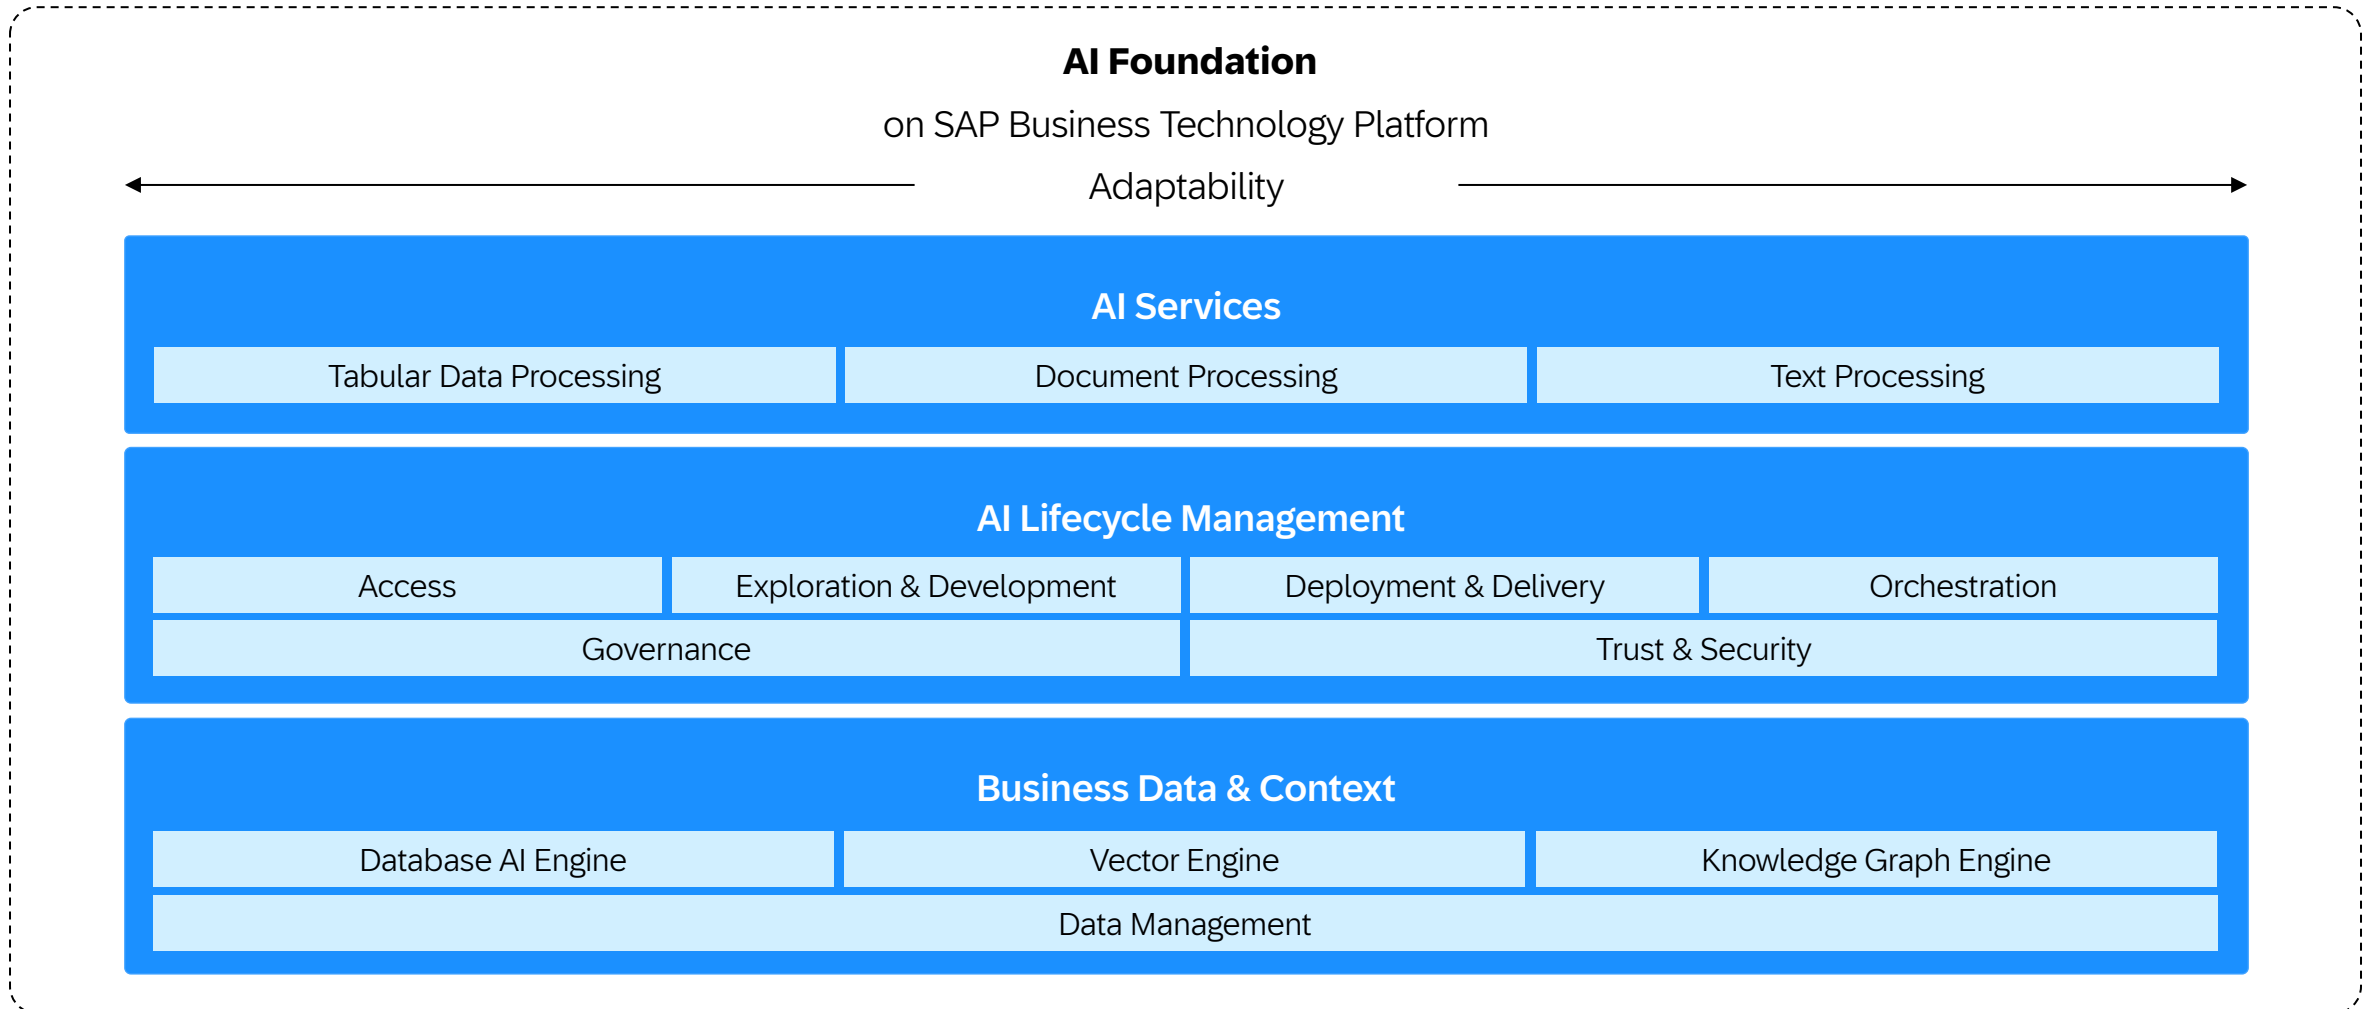 AI Foundation
on SAP Business Technology Platform
Adaptability
AI Services
Tabular Data Processing
Document Processing
Text Processing
AI Lifecycle Management
Access
Exploration & Development
Deployment & Delivery
Orchestration
Governance
Trust & Security
Business Data & Context
Database AI Engine
Vector Engine
Knowledge Graph Engine
Data Management